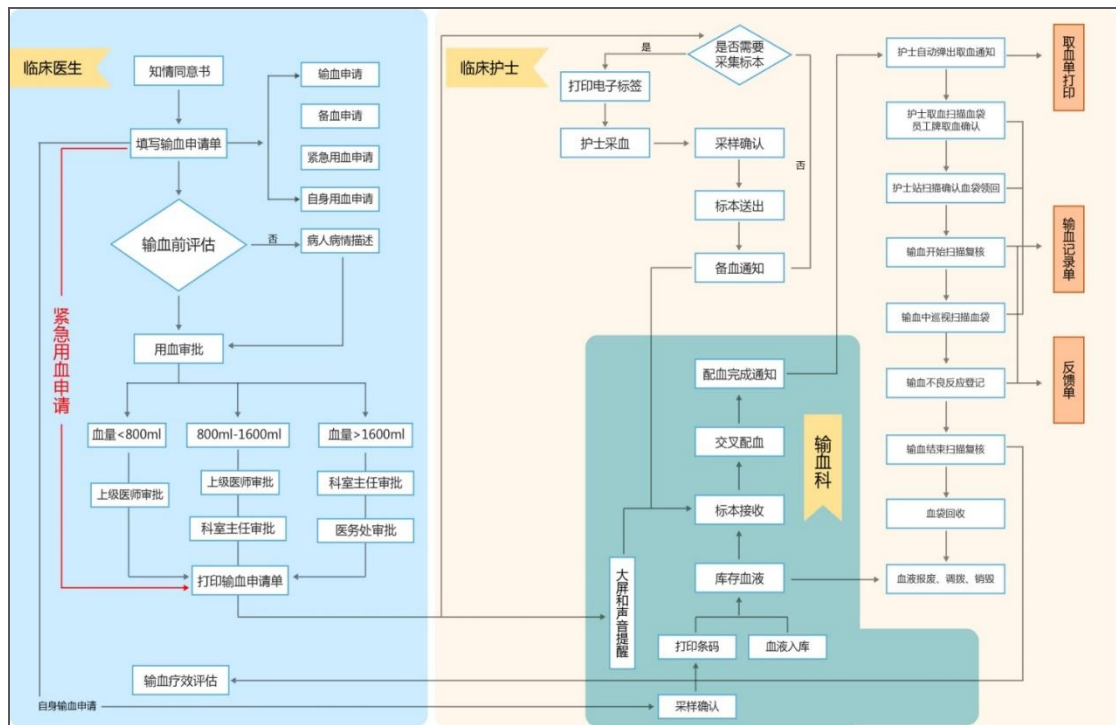 临床医生
知情同意书
填写输血申请单
输血申请
备血申请
紧急用血申请
自身用血申请
输血前评估
否
病人病情描述
紧急用血申请
用血审批
血量<800ml
800ml-1600ml
血量>1600ml
上级医师审批
上级医师审批
科室主任审批
科室主任审批
医务处审批
打印输血申请单
输血疗效评估
自身输血申请
临床护士
是否需要
采集标本
是
否
打印电子标签
护士采血
采样确认
标本送出
备血通知
输血科
配血完成通知
交叉配血
标本接收
库存血液
打印条码
血液入库
采样确认
大屏和声音提醒
护士自动弹出取血通知
护士取血扫描血袋
员工牌取血确认
护士站扫描确认血袋领回
输血开始扫描复核
输血中巡视扫描血袋
输血不良反应登记
输血结束扫描复核
血袋回收
血液报废、调拨、销毁
取血单打印
输血记录单
反馈单